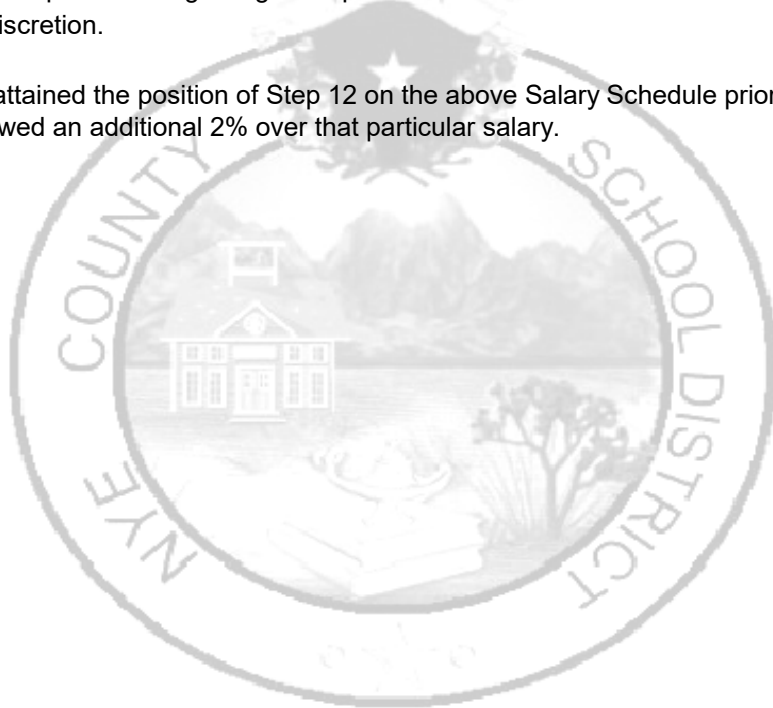 iscretion.
attained the position of Step 12 on the above Salary Schedule prior
wed an additional 2% over that particular salary.
NYE COUNTY SCHOOL DISTRICT